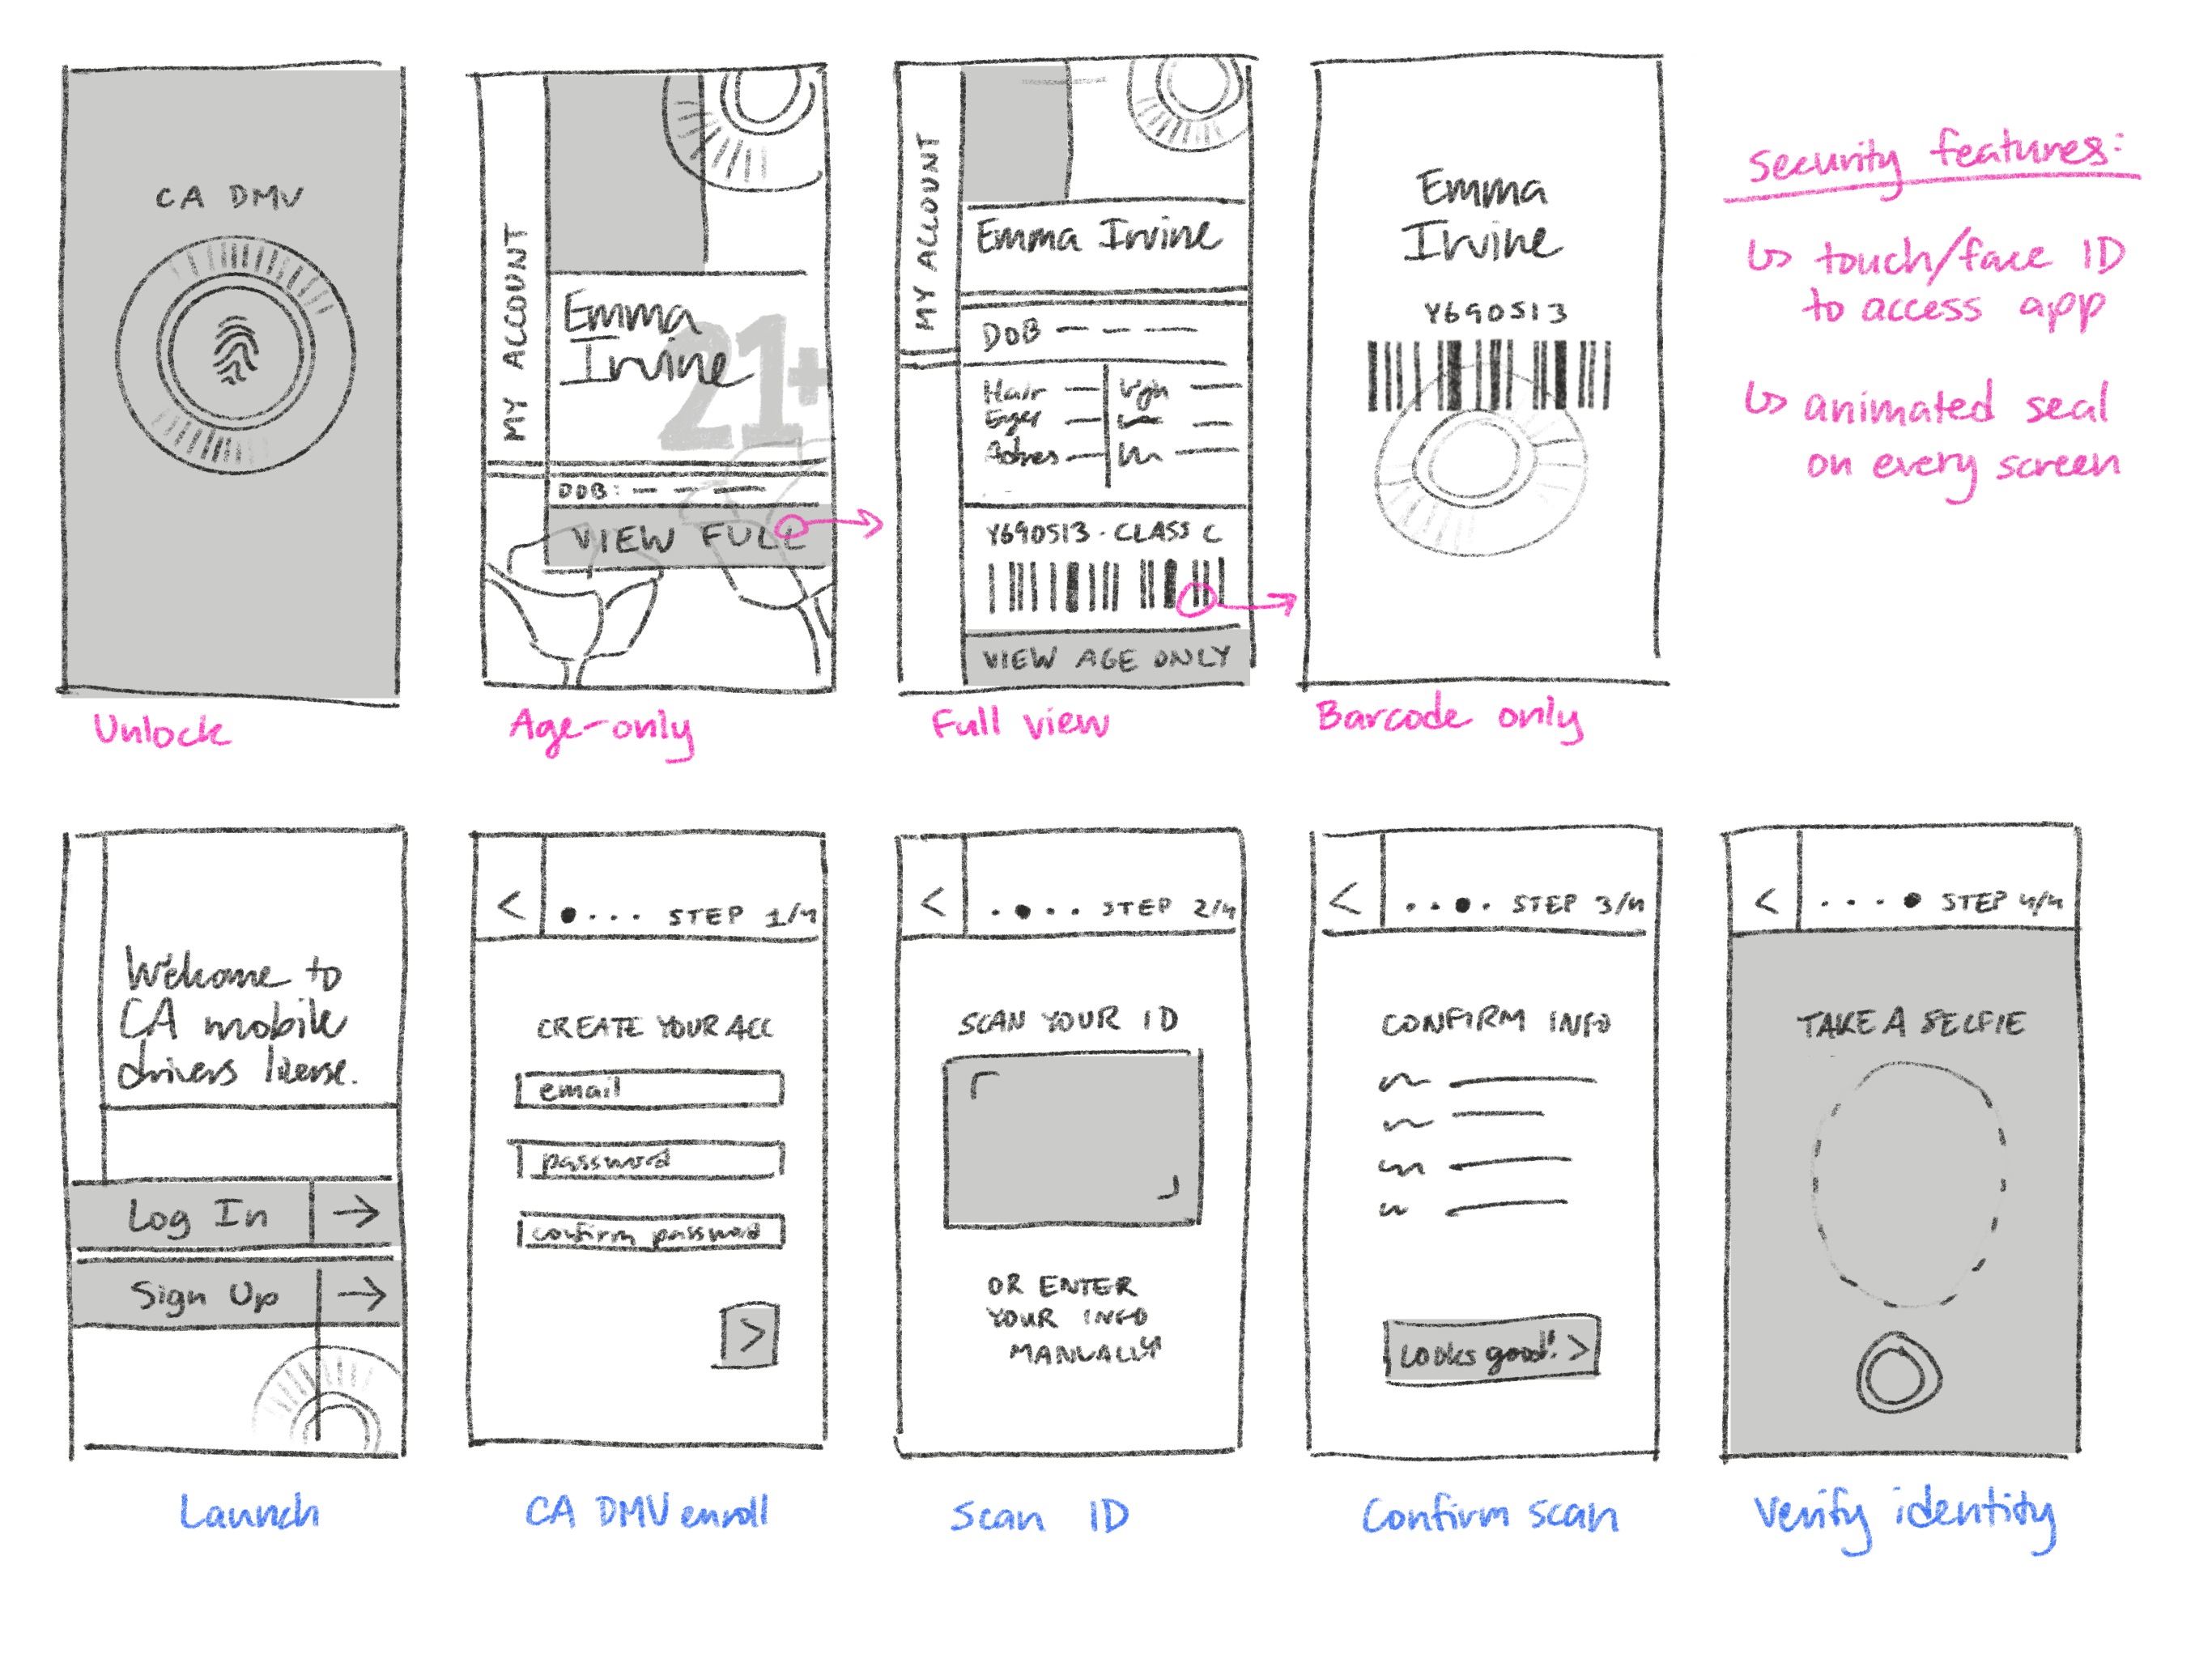 CA DMV
Unlock
MY ACCOUNT
Emma
Irvine
21+
DOB:
VIEW FULL
Age-only
MY ACCOUNT
Emma Irvine
DOB
Hair
Eyes
Adres
Y690513 · CLASS C
VIEW AGE ONLY
Full view
Emma
Irvine
Y690513
Barcode only
Security features:
↳ touch/face ID
to access app
↳ animated seal
on every screen
Welcome to
CA mobile
drivers license.
Log In →
Sign Up →
Launch
< STEP 1/4
CREATE YOUR ACC
email
password
confirm password
>
CA DMV enroll
< STEP 2/4
SCAN YOUR ID
OR ENTER
YOUR INFO
MANUALLY
Scan ID
< STEP 3/4
CONFIRM INFO
Looks good! >
Confirm scan
< STEP 4/4
TAKE A SELFIE
Verify identity